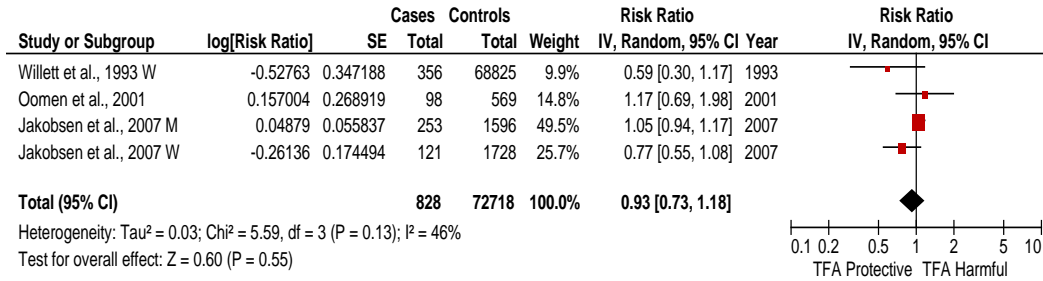 Cases Controls Risk Ratio Risk Ratio
Study or Subgroup log[Risk Ratio] SE Total Total Weight IV, Random, 95% CI Year IV, Random, 95% CI
Willett et al., 1993 W -0.52763 0.347188 356 68825 9.9% 0.59 [0.30, 1.17] 1993
Oomen et al., 2001 0.157004 0.268919 98 569 14.8% 1.17 [0.69, 1.98] 2001
Jakobsen et al., 2007 M 0.04879 0.055837 253 1596 49.5% 1.05 [0.94, 1.17] 2007
Jakobsen et al., 2007 W -0.26136 0.174494 121 1728 25.7% 0.77 [0.55, 1.08] 2007
Total (95% CI) 828 72718 100.0% 0.93 [0.73, 1.18]
Heterogeneity: Tau² = 0.03; Chi² = 5.59, df = 3 (P = 0.13); I² = 46%
Test for overall effect: Z = 0.60 (P = 0.55)
0.1 0.2 0.5 1 2 5 10
TFA Protective TFA Harmful